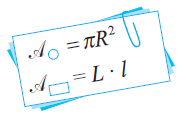 𝒜○ = πR²
𝒜▭ = L · l